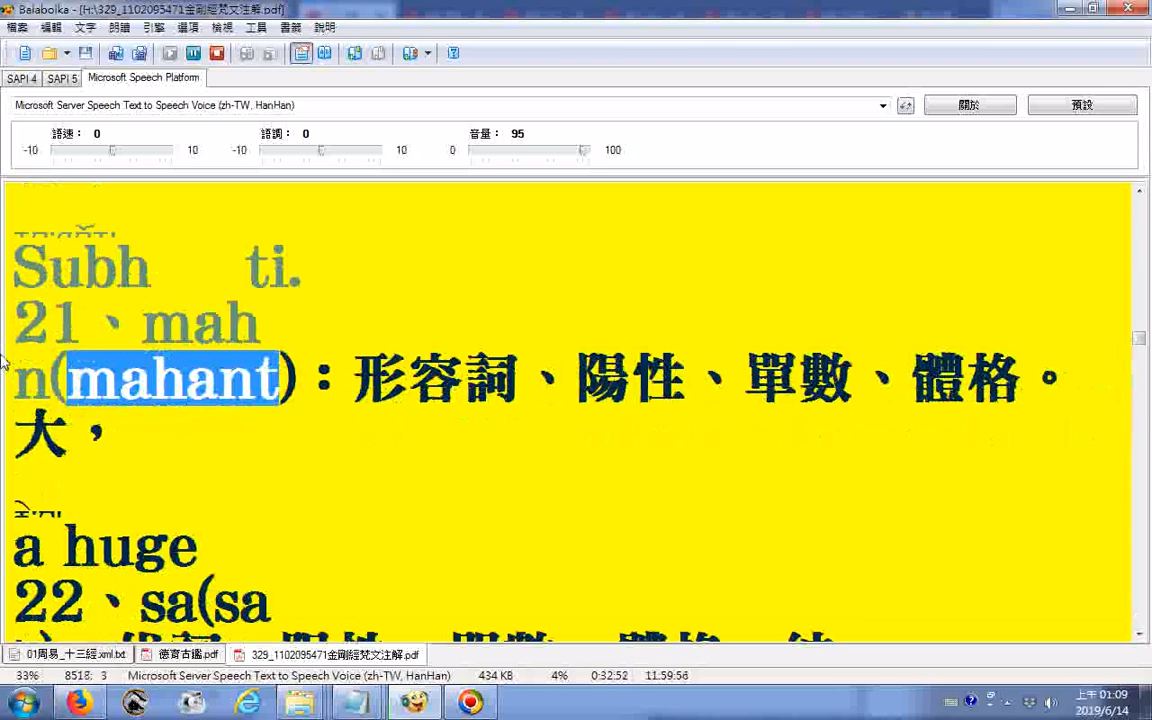 Balabolka - [H:\329_1102095471金剛經梵文注解.pdf]
檔案 編輯 文字 朗讀 引擎 選項 檢視 工具 書籤 說明
SAPI 4 SAPI 5 Microsoft Speech Platform
Microsoft Server Speech Text to Speech Voice (zh-TW, HanHan) 關於 預設
語速： 0 語調： 0 音量： 95
-10 10 -10 10 0 100
Subh ti.
21、mah
n(mahant)：形容詞、陽性、單數、體格。
大，
a huge
22、sa(sa
01周易_十三經.xml.txt 德育古鑑.pdf 329_1102095471金剛經梵文注解.pdf
33% 8518: 3 Microsoft Server Speech Text to Speech Voice (zh-TW, HanHan) 434 KB 4% 0:32:52 11:59:56
上午 01:09
2019/6/14